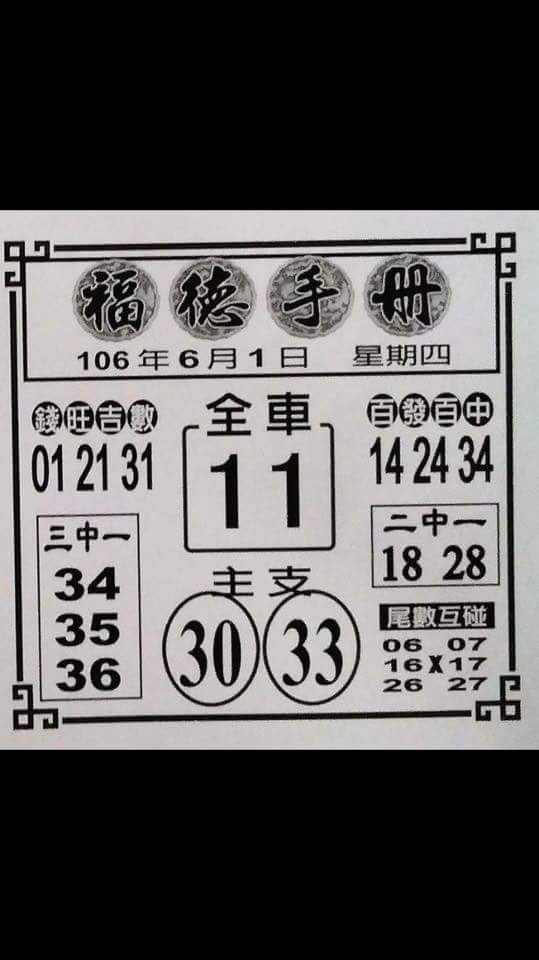 福德手冊
106年6月1日 星期四
錢旺吉數
01 21 31
全車
11
百發百中
14 24 34
三中一
34
35
36
主支
30 33
二中一
18 28
尾數互碰
06 07
16 X 17
26 27